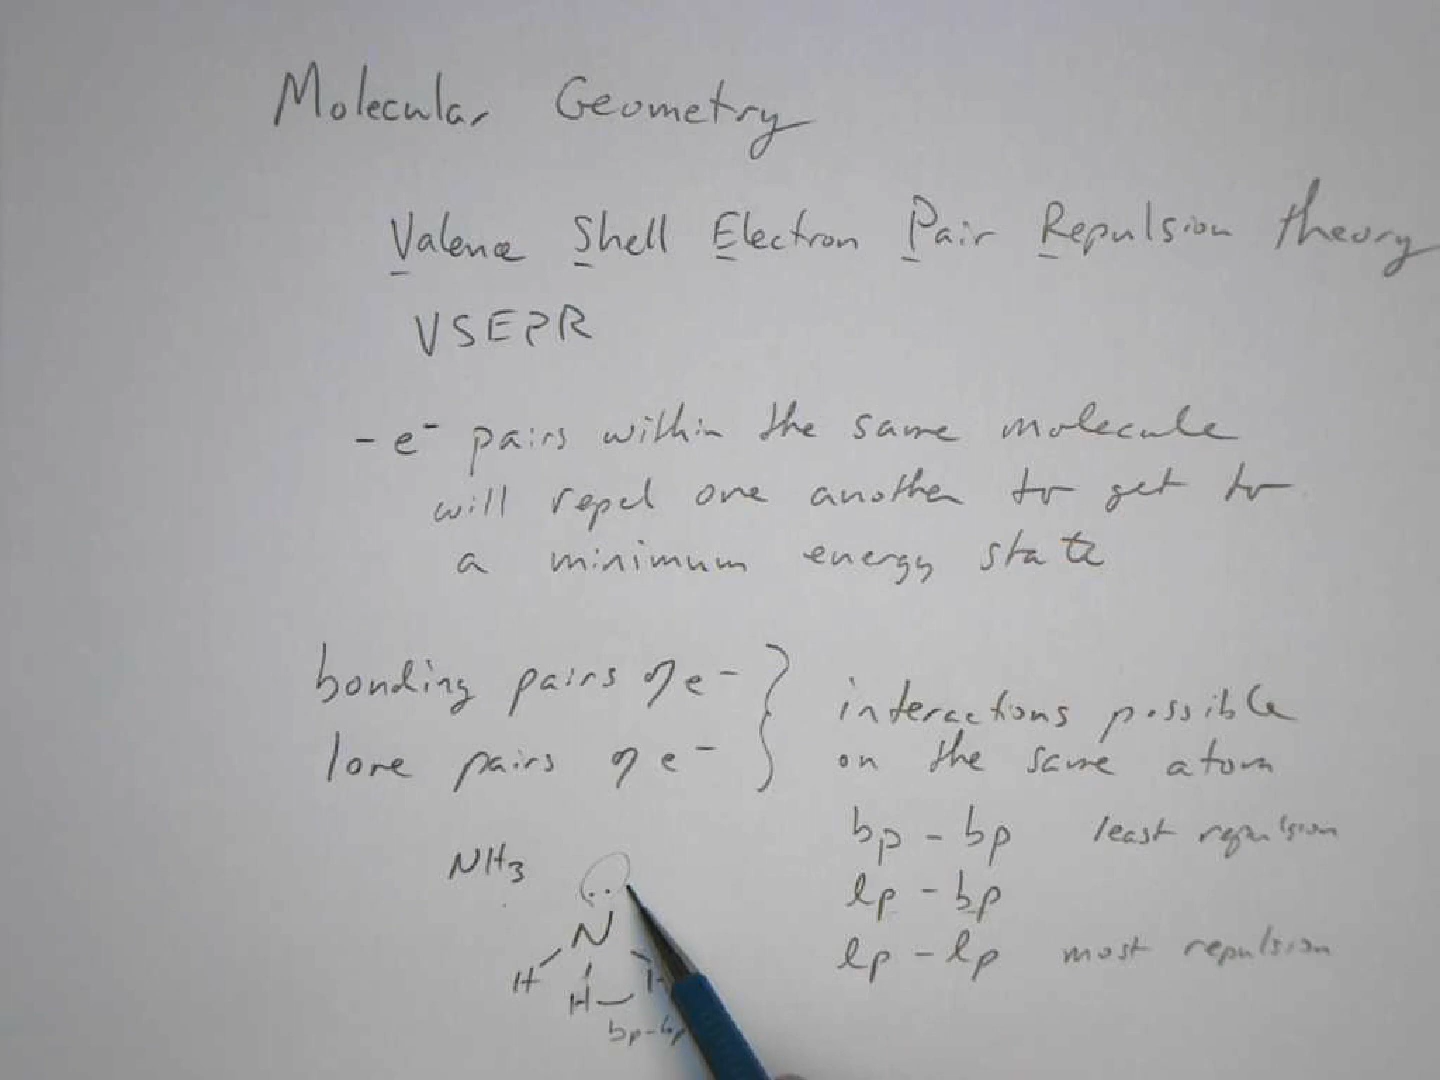 Molecular Geometry
Valence Shell Electron Pair Repulsion theory
VSEPR
- e⁻ pairs within the same molecule
will repel one another to get to
a minimum energy state
bonding pairs of e⁻
lone pairs of e⁻
interactions possible
on the same atom
bp - bp least repulsion
lp - bp
lp - lp most repulsion
NH₃
N
H H H
bp-bp